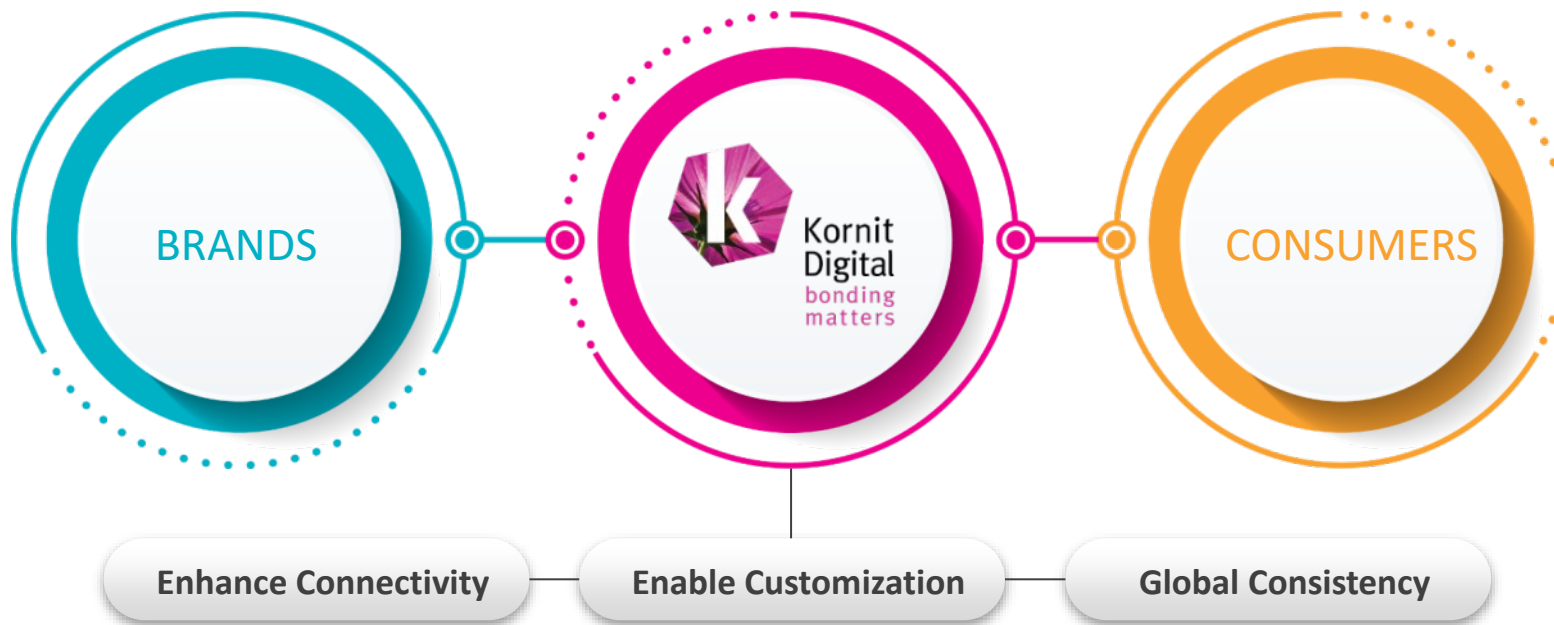 BRANDS
k
Kornit
Digital
bonding
matters
CONSUMERS
Enhance Connectivity
Enable Customization
Global Consistency